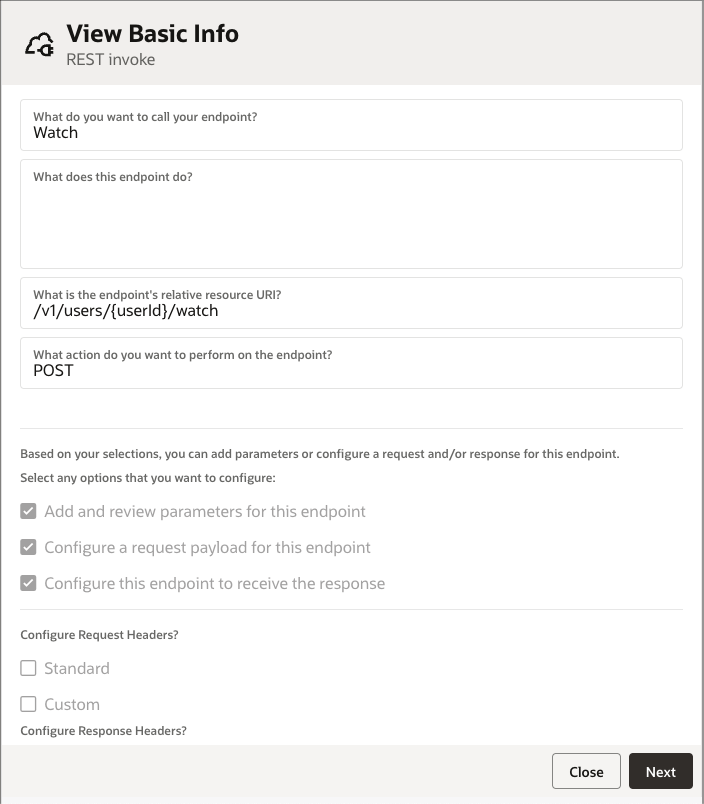 View Basic Info
REST invoke
What do you want to call your endpoint?
Watch
What does this endpoint do?
What is the endpoint's relative resource URI?
/v1/users/{userId}/watch
What action do you want to perform on the endpoint?
POST
Based on your selections, you can add parameters or configure a request and/or response for this endpoint.
Select any options that you want to configure:
Add and review parameters for this endpoint
Configure a request payload for this endpoint
Configure this endpoint to receive the response
Configure Request Headers?
Standard
Custom
Configure Response Headers?
Close Next